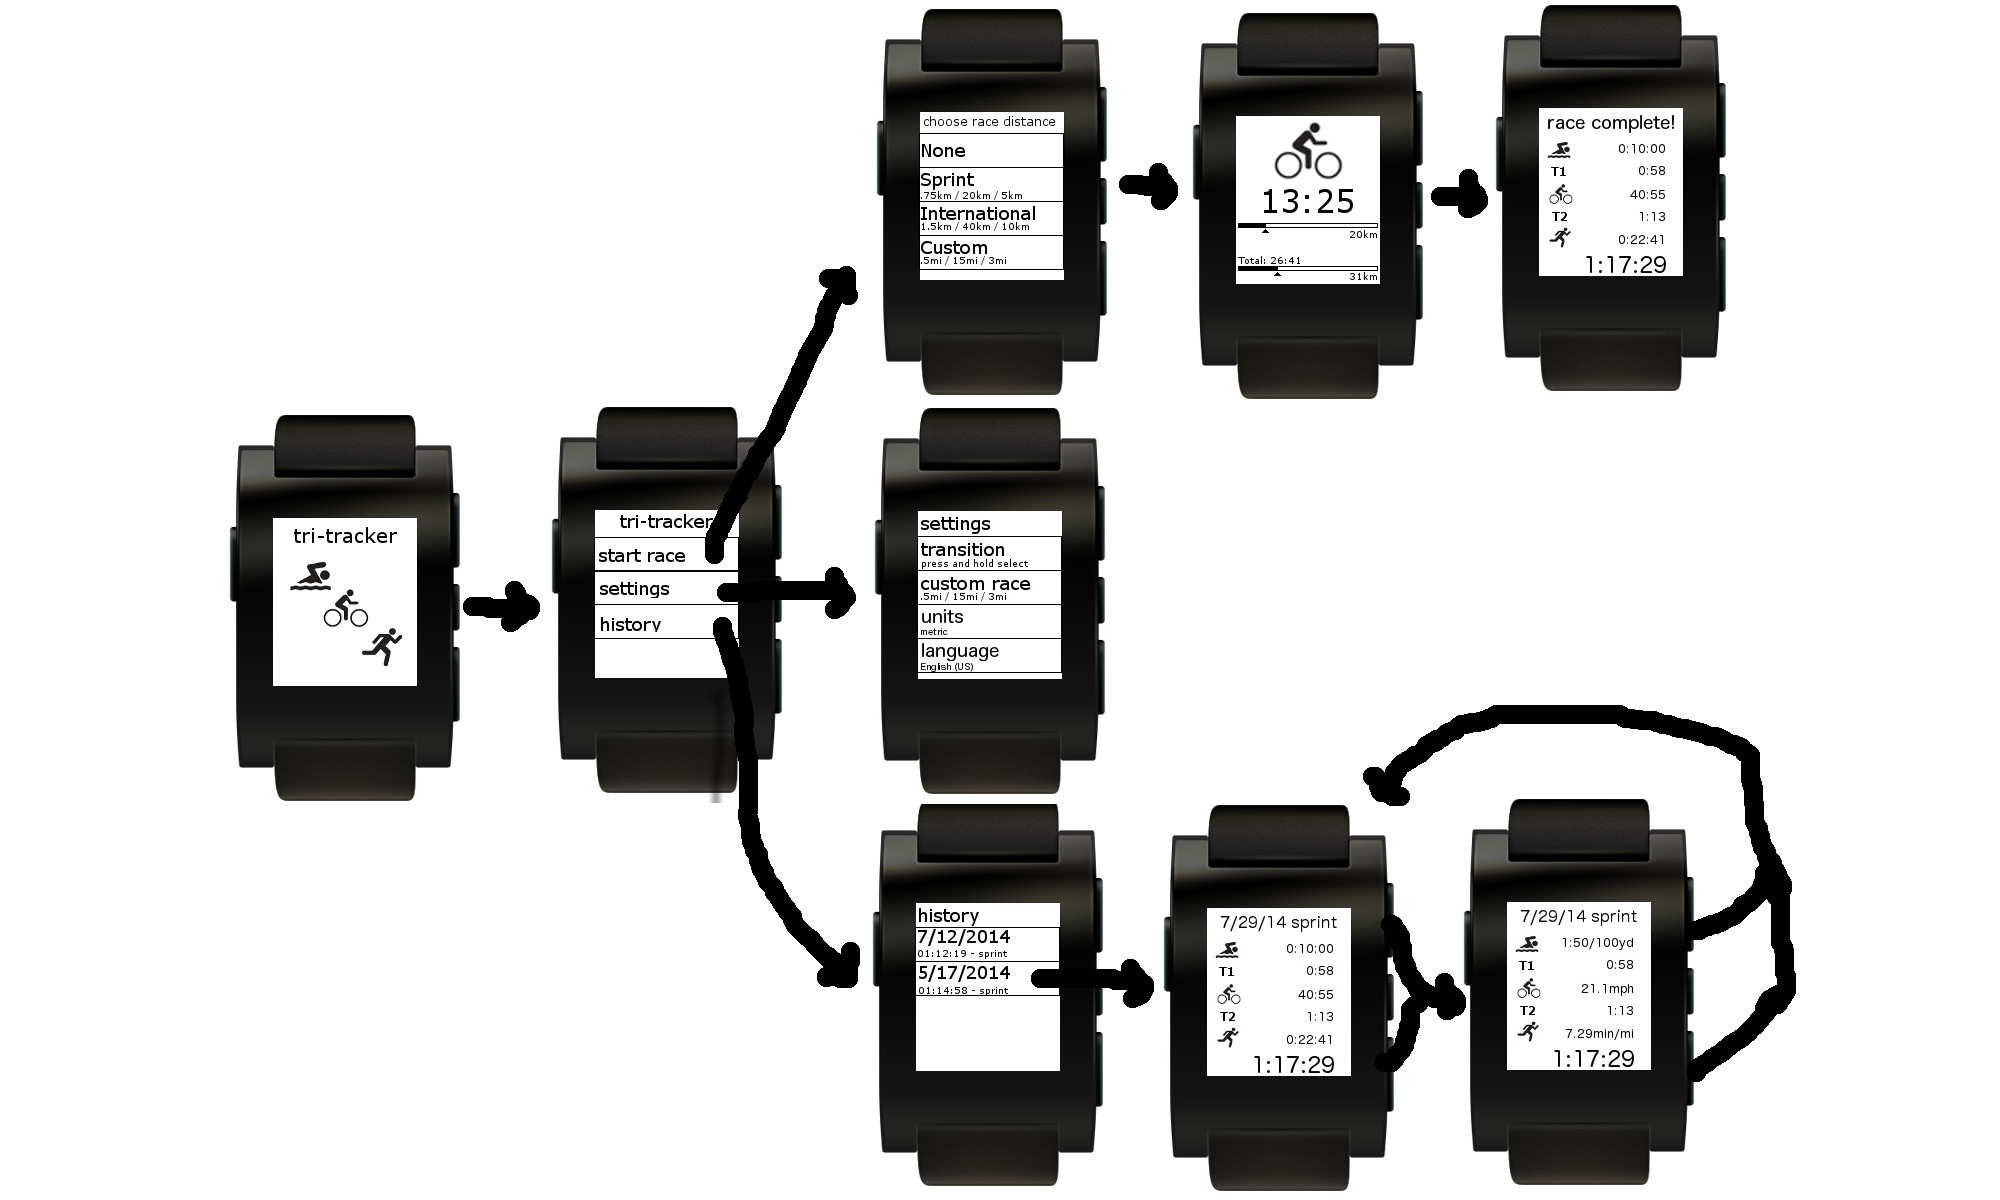 choose race distance
None
Sprint
.75km / 20km / 5km
International
1.5km / 40km / 10km
Custom
.5mi / 15mi / 3mi
13:25
20km
Total: 26:41
31km
race complete!
0:10:00
T1 0:58
40:55
T2 1:13
0:22:41
1:17:29
tri-tracker
tri-tracker
start race
settings
history
settings
transition
press and hold select
custom race
.5mi / 15mi / 3mi
units
metric
language
English (US)
history
7/12/2014
01:12:19 - sprint
5/17/2014
01:14:58 - sprint
7/29/14 sprint
0:10:00
T1 0:58
40:55
T2 1:13
0:22:41
1:17:29
7/29/14 sprint
1:50/100yd
T1 0:58
21.1mph
T2 1:13
7.29min/mi
1:17:29